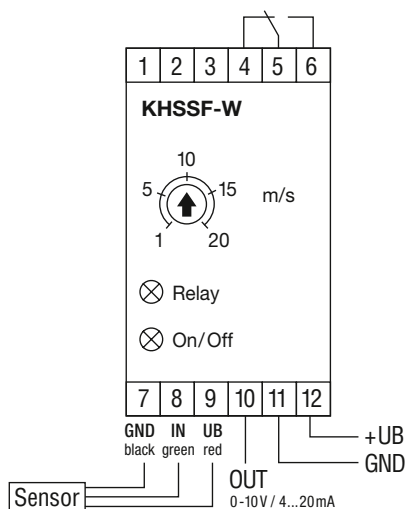 1 2 3 4 5 6
KHSSF-W
10
5 15 m/s
1 20
Relay
On/Off
7 8 9 10 11 12
GND IN UB
black green red
+UB
GND
OUT
0-10V / 4...20mA
Sensor